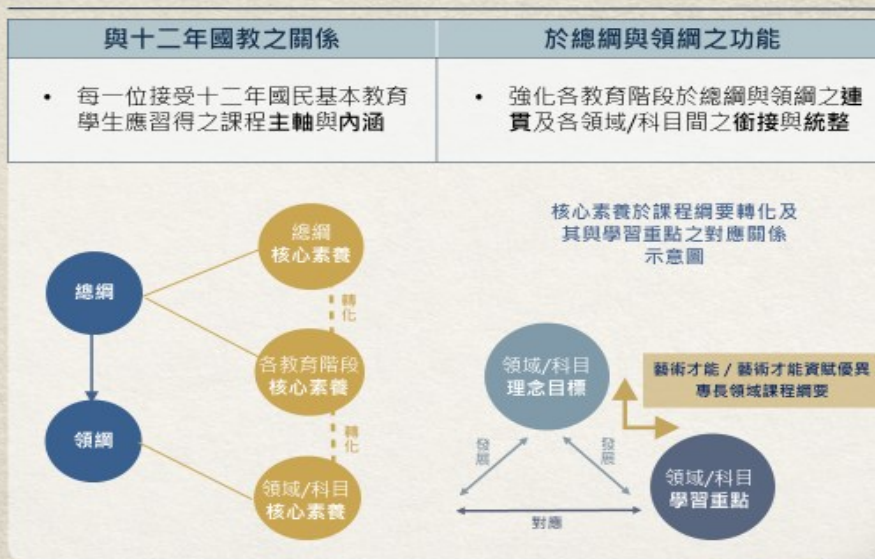 與十二年國教之關係
於總綱與領綱之功能
• 每一位接受十二年國民基本教育
學生應習得之課程主軸與內涵
• 強化各教育階段於總綱與領綱之連
貫及各領域/科目間之銜接與統整
總綱
領綱
總綱
核心素養
轉化
各教育階段
核心素養
轉化
領域/科目
核心素養
核心素養於課程綱要轉化及
其與學習重點之對應關係
示意圖
領域/科目
理念目標
藝術才能 / 藝術才能資賦優異
專長領域課程綱要
發展
發展
領域/科目
學習重點
對應